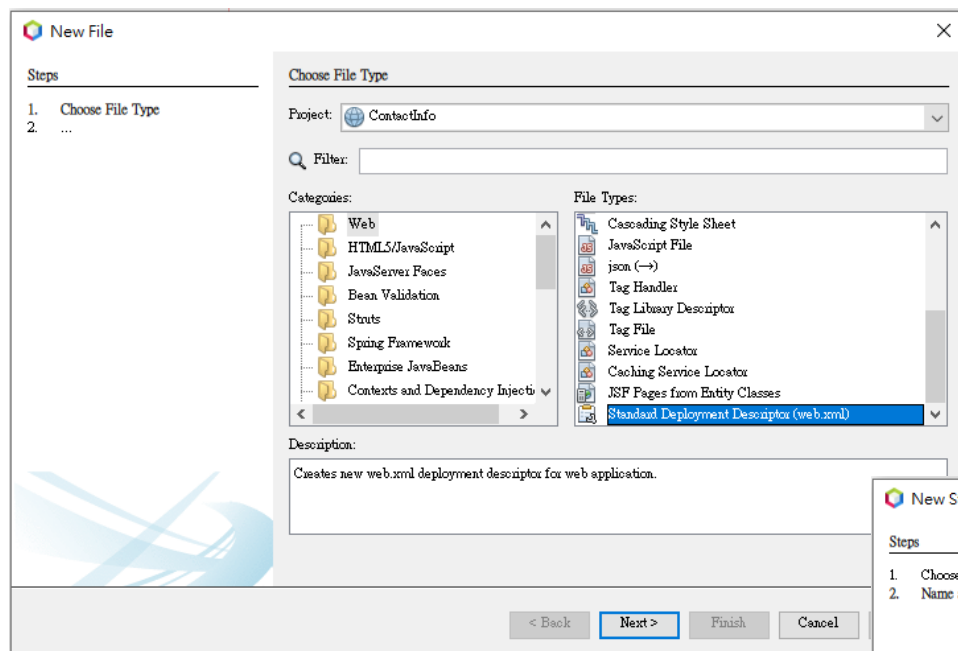 New File
Steps
1. Choose File Type
2. ...
Choose File Type
Project: ContactInfo
Filter:
Categories:
Web
HTML5/JavaScript
JavaServer Faces
Bean Validation
Struts
Spring Framework
Enterprise JavaBeans
Contexts and Dependency Injecti
File Types:
Cascading Style Sheet
JavaScript File
json (→)
Tag Handler
Tag Library Descriptor
Tag File
Service Locator
Caching Service Locator
JSF Pages from Entity Classes
Standard Deployment Descriptor (web.xml)
Description:
Creates new web.xml deployment descriptor for web application.
< Back Next > Finish Cancel
New S
Steps
1. Choose
2. Name